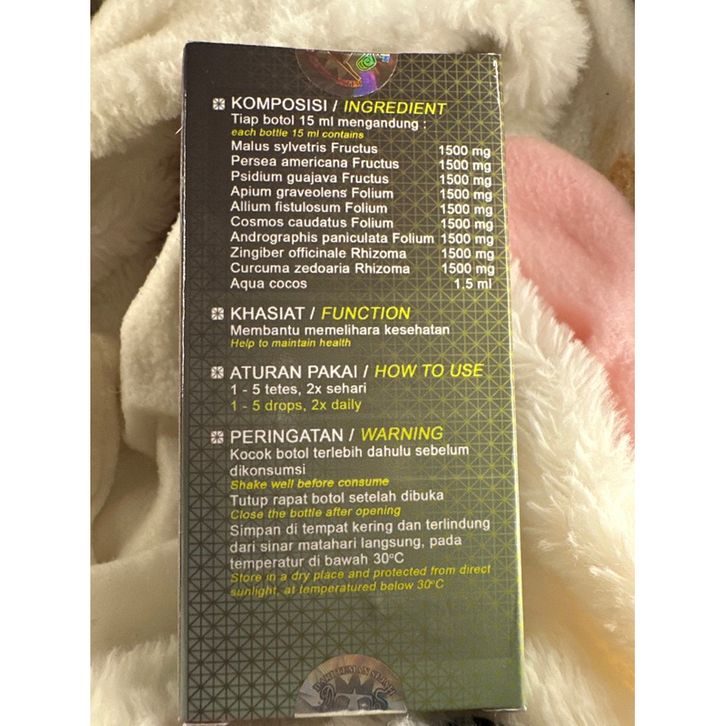 KOMPOSISI / INGREDIENT
Tiap botol 15 ml mengandung :
each bottle 15 ml contains
Malus sylvetris Fructus 1500 mg
Persea americana Fructus 1500 mg
Psidium guajava Fructus 1500 mg
Apium graveolens Folium 1500 mg
Allium fistulosum Folium 1500 mg
Cosmos caudatus Folium 1500 mg
Andrographis paniculata Folium 1500 mg
Zingiber officinale Rhizoma 1500 mg
Curcuma zedoaria Rhizoma 1500 mg
Aqua cocos 1.5 ml
KHASIAT / FUNCTION
Membantu memelihara kesehatan
Help to maintain health
ATURAN PAKAI / HOW TO USE
1 - 5 tetes, 2x sehari
1 - 5 drops, 2x daily
PERINGATAN / WARNING
Kocok botol terlebih dahulu sebelum
dikonsumsi
Shake well before consume
Tutup rapat botol setelah dibuka
Close the bottle after opening
Simpan di tempat kering dan terlindung
dari sinar matahari langsung, pada
temperatur di bawah 30°C
Store in a dry place and protected from direct
sunlight, at temperatured below 30°C